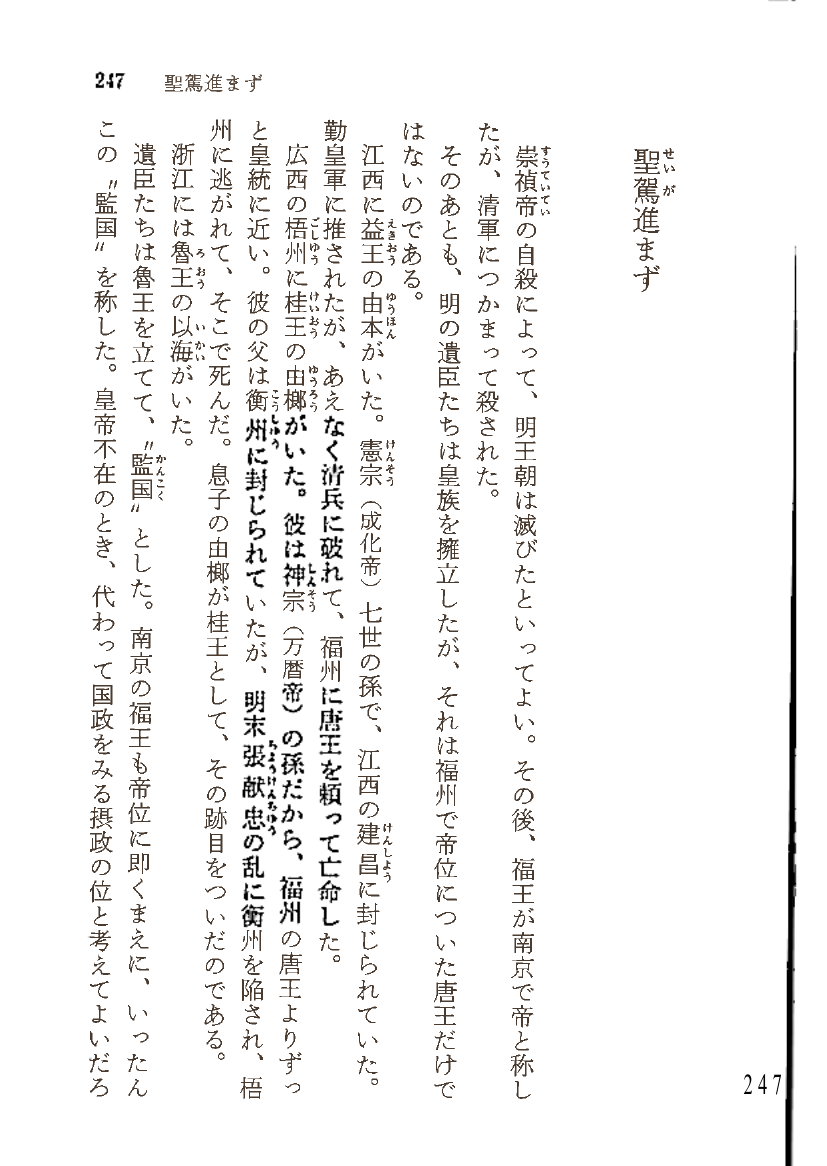 247 聖駕進まず
聖駕進まず
崇禎帝の自殺によって、明王朝は滅びたといってよい。その後、福王が南京で帝と称し
たが、清軍につかまって殺された。
そのあとも、明の遺臣たちは皇族を擁立したが、それは福州で帝位についた唐王だけで
はないのである。
江西に益王の由本がいた。憲宗（成化帝）七世の孫で、江西の建昌に封じられていた。
勤皇軍に推されたが、あえなく清兵に破れて、福州に唐王を頼って亡命した。
広西の梧州に桂王の由榔がいた。彼は神宗（万暦帝）の孫だから、福州の唐王よりずっ
と皇統に近い。彼の父は衡州に封じられていたが、明末張献忠の乱に衡州を陥され、梧
州に逃がれて、そこで死んだ。息子の由榔が桂王として、その跡目をついだのである。
浙江には魯王の以海がいた。
遺臣たちは魯王を立てて、〝監国〟とした。南京の福王も帝位に即くまえに、いったん
この〝監国〟を称した。皇帝不在のとき、代わって国政をみる摂政の位と考えてよいだろ
247